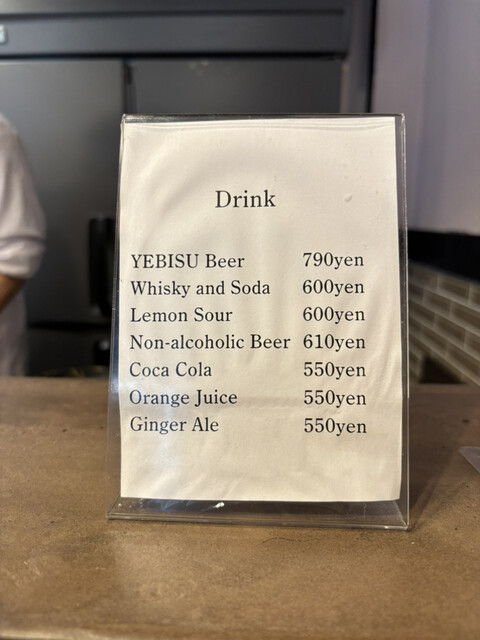 Drink
YEBISU Beer 790yen
Whisky and Soda 600yen
Lemon Sour 600yen
Non-alcoholic Beer 610yen
Coca Cola 550yen
Orange Juice 550yen
Ginger Ale 550yen